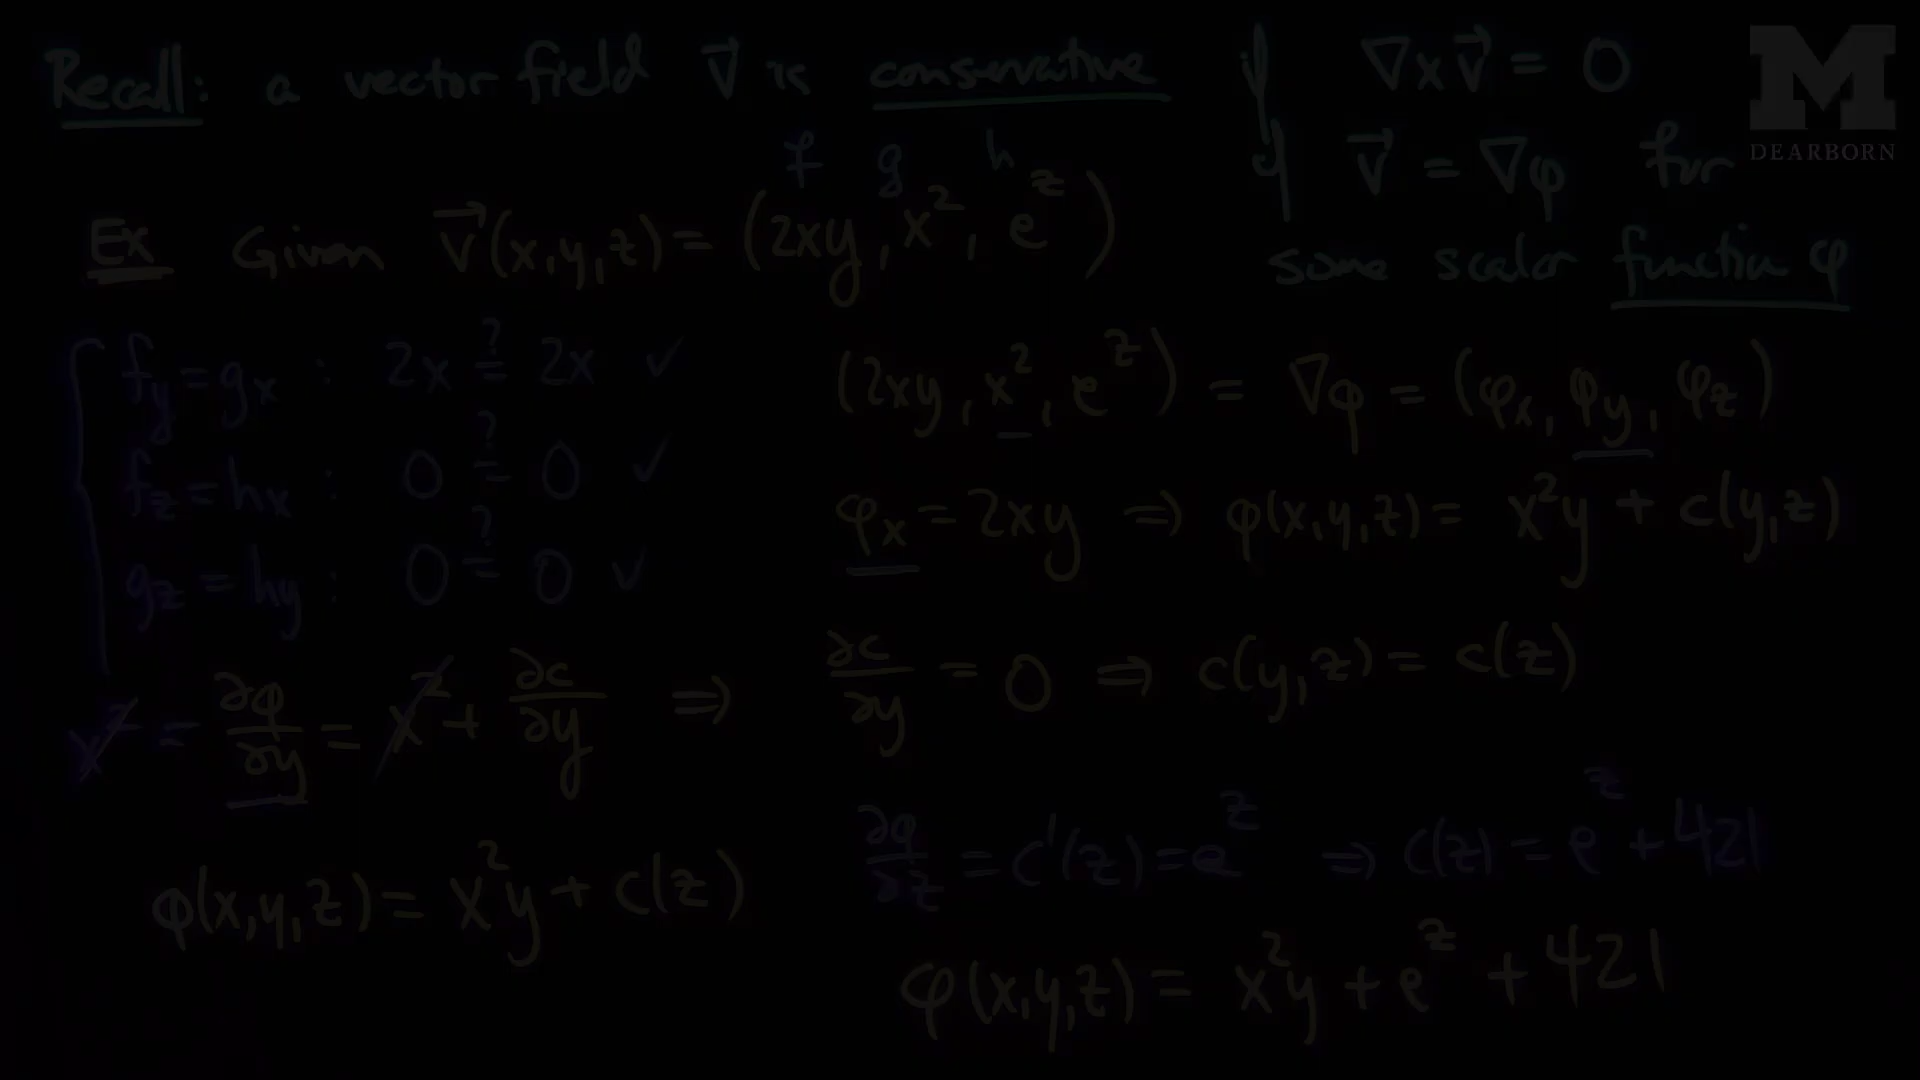 Recall: a vector field v⃗ is conservative if ∇×v⃗ = 0
if v⃗ = ∇φ for
some scalar function φ
M
DEARBORN
f g h
Ex Given v⃗(x,y,z) = (2xy, x², e^z)
f_y = g_x : 2x ≟ 2x ✓
f_z = h_x : 0 ≟ 0 ✓
g_z = h_y : 0 ≟ 0 ✓
(2xy, x², e^z) = ∇φ = (φ_x, φ_y, φ_z)
φ_x = 2xy ⇒ φ(x,y,z) = x²y + c(y,z)
x² = ∂φ/∂y = x² + ∂c/∂y ⇒ ∂c/∂y = 0 ⇒ c(y,z) = c(z)
φ(x,y,z) = x²y + c(z)
∂φ/∂z = c'(z) = e^z ⇒ c(z) = e^z + 421
φ(x,y,z) = x²y + e^z + 421